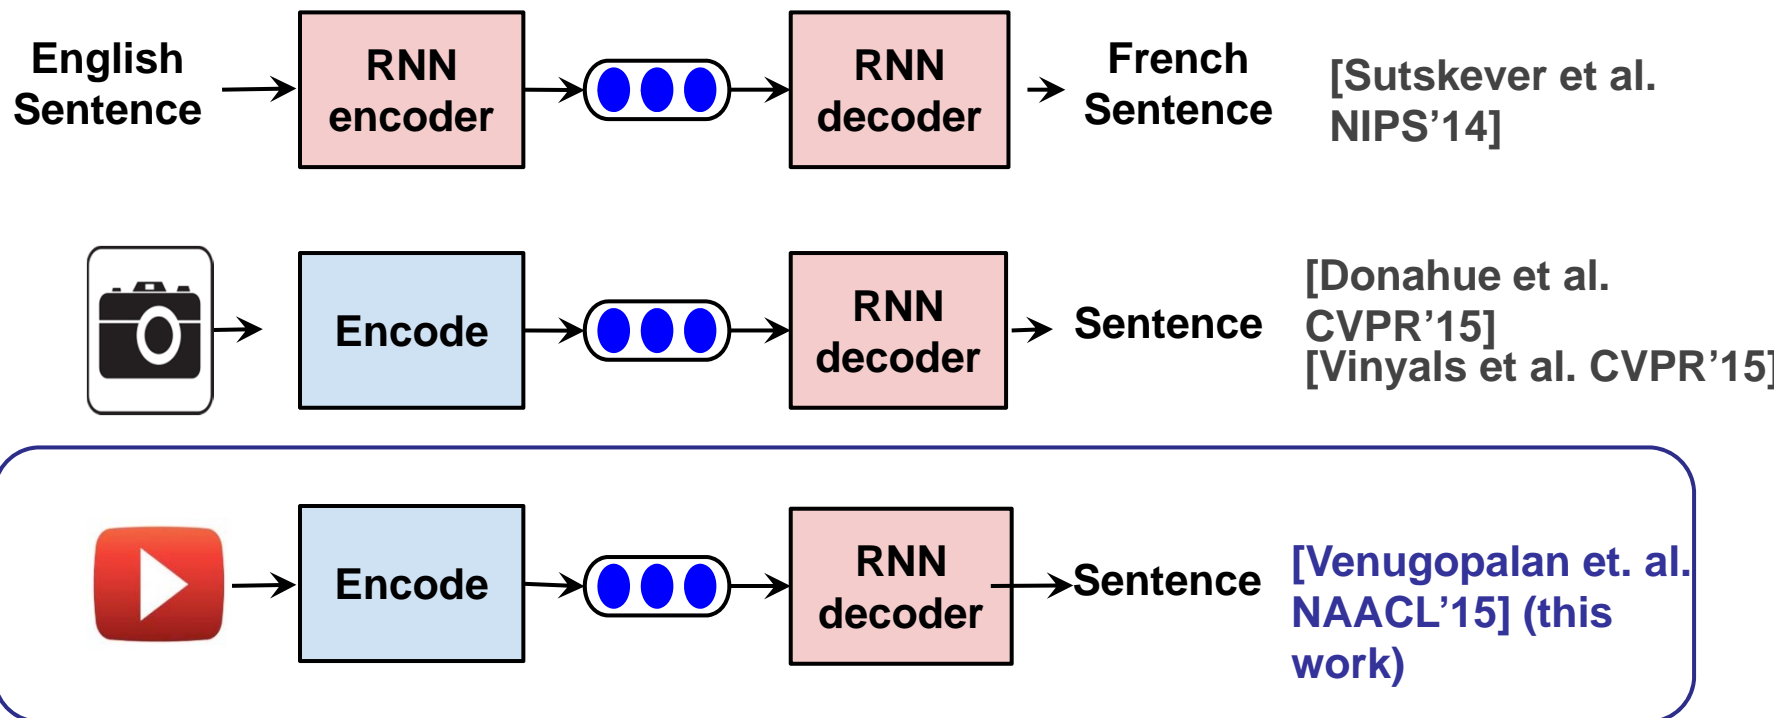 English
Sentence
RNN
encoder
RNN
decoder
French
Sentence
[Sutskever et al.
NIPS’14]
Encode
RNN
decoder
Sentence
[Donahue et al.
CVPR’15]
[Vinyals et al. CVPR’15]
Encode
RNN
decoder
Sentence
[Venugopalan et. al.
NAACL’15] (this
work)